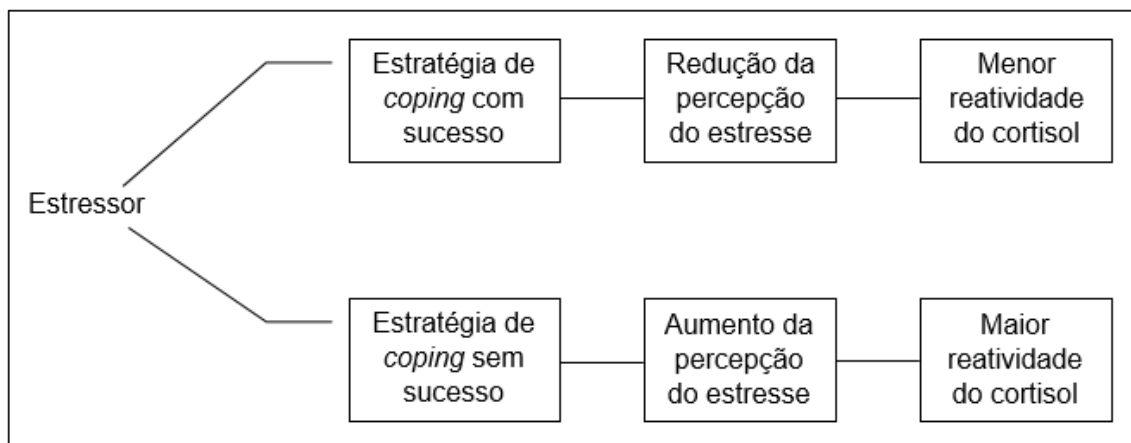 Estratégia de
coping com
sucesso
Redução da
percepção
do estresse
Menor
reatividade
do cortisol
Estressor
Estratégia de
coping sem
sucesso
Aumento da
percepção
do estresse
Maior
reatividade
do cortisol